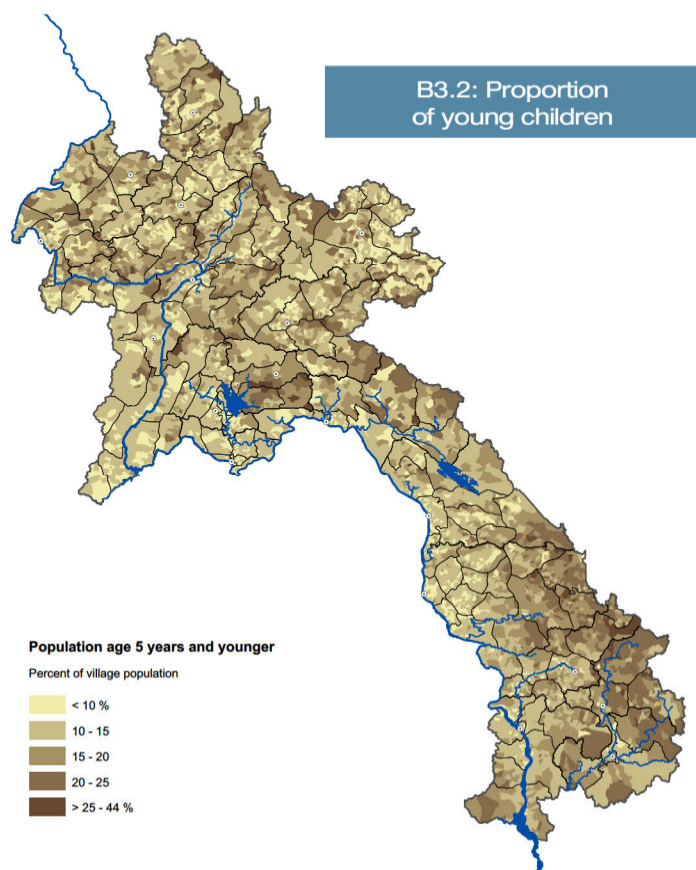 B3.2: Proportion
of young children
Population age 5 years and younger
Percent of village population
< 10 %
10 - 15
15 - 20
20 - 25
> 25 - 44 %